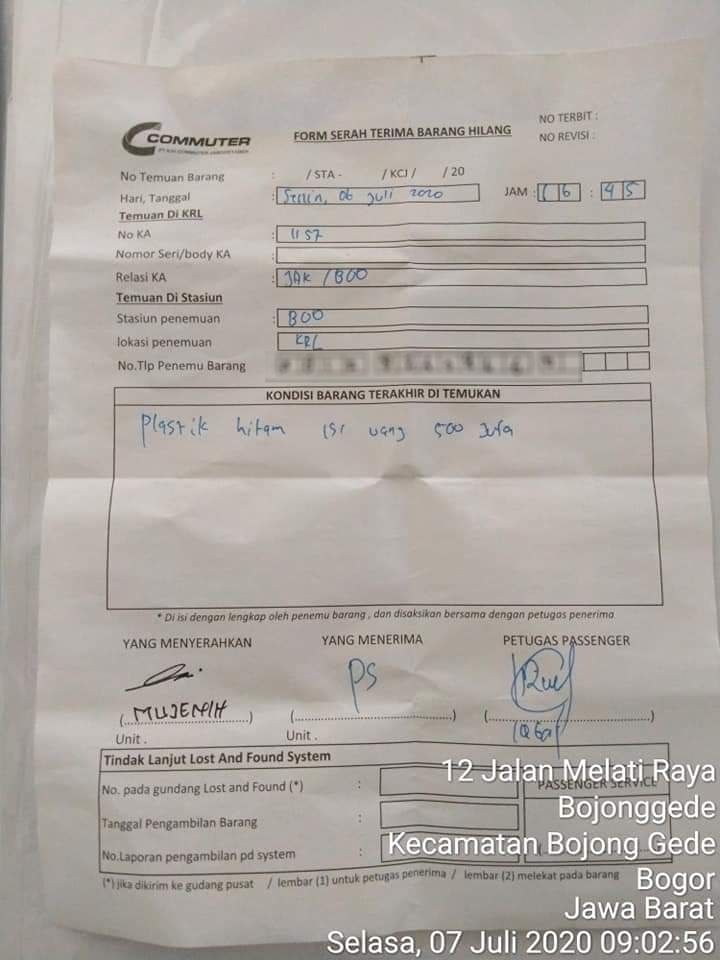 COMMUTER
FORM SERAH TERIMA BARANG HILANG
NO TERBIT :
NO REVISI :
No Temuan Barang : / STA - / KCJ / / 20
Hari, Tanggal : Senin, 06 Juli 2020 JAM : 16 : 45
Temuan Di KRL
No KA : 1157
Nomor Seri/body KA :
Relasi KA : JAK / BOO
Temuan Di Stasiun
Stasiun penemuan : BOO
lokasi penemuan : KRL
No.Tlp Penemu Barang
KONDISI BARANG TERAKHIR DI TEMUKAN
Plastik hitam isi uang 500 Juta
* Di isi dengan lengkap oleh penemu barang , dan disaksikan bersama dengan petugas penerima
YANG MENYERAHKAN YANG MENERIMA PETUGAS PASSENGER
PS
(MUJENIH) (....) (....)
Unit . Unit .
Tindak Lanjut Lost And Found System
No. pada gundang Lost and Found (*) : PASSENGER SERVICE
Tanggal Pengambilan Barang :
No.Laporan pengambilan pd system :
(*) jika dikirim ke gudang pusat / lembar (1) untuk petugas penerima / lembar (2) melekat pada barang
12 Jalan Melati Raya
Bojonggede
Kecamatan Bojong Gede
Bogor
Jawa Barat
Selasa, 07 Juli 2020 09:02:56